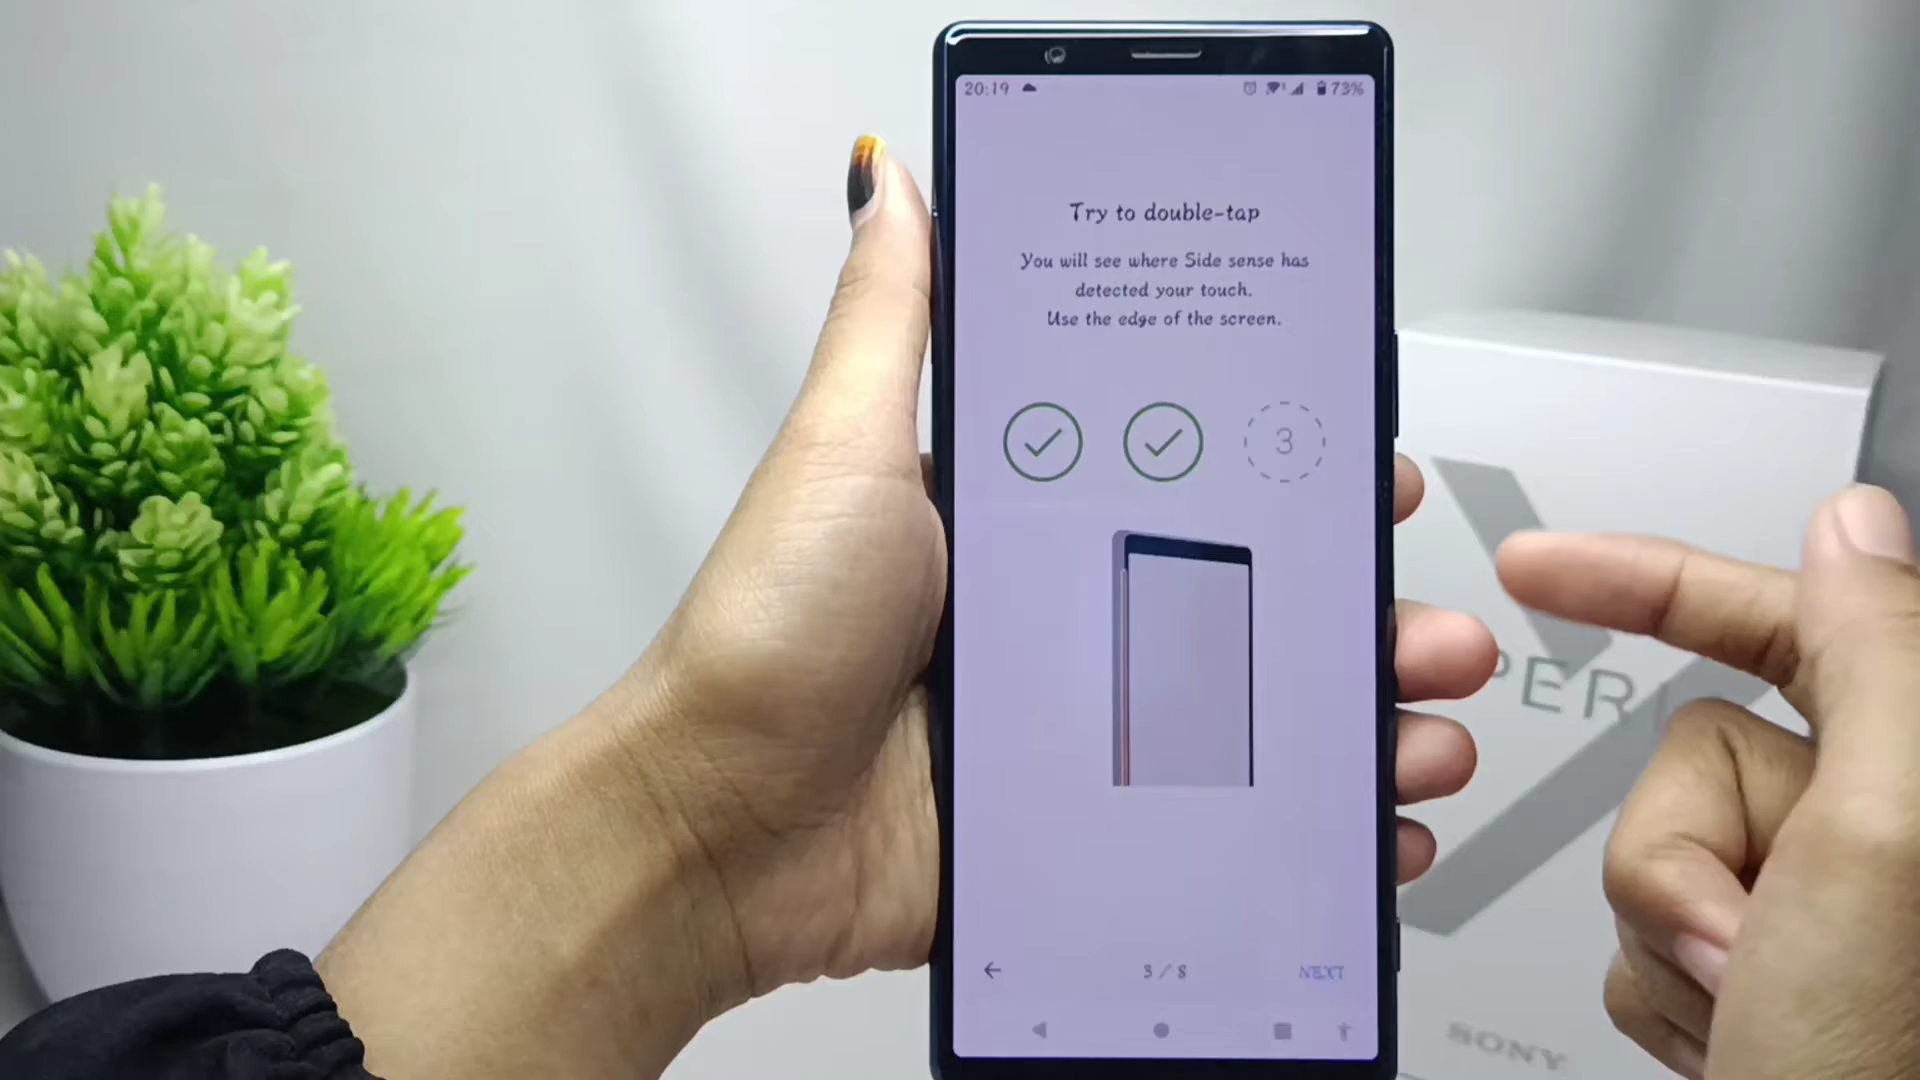 20:19 73%
Try to double-tap
You will see where Side sense has
detected your touch.
Use the edge of the screen.
3
3 / 8 NEXT
PERI
SONY